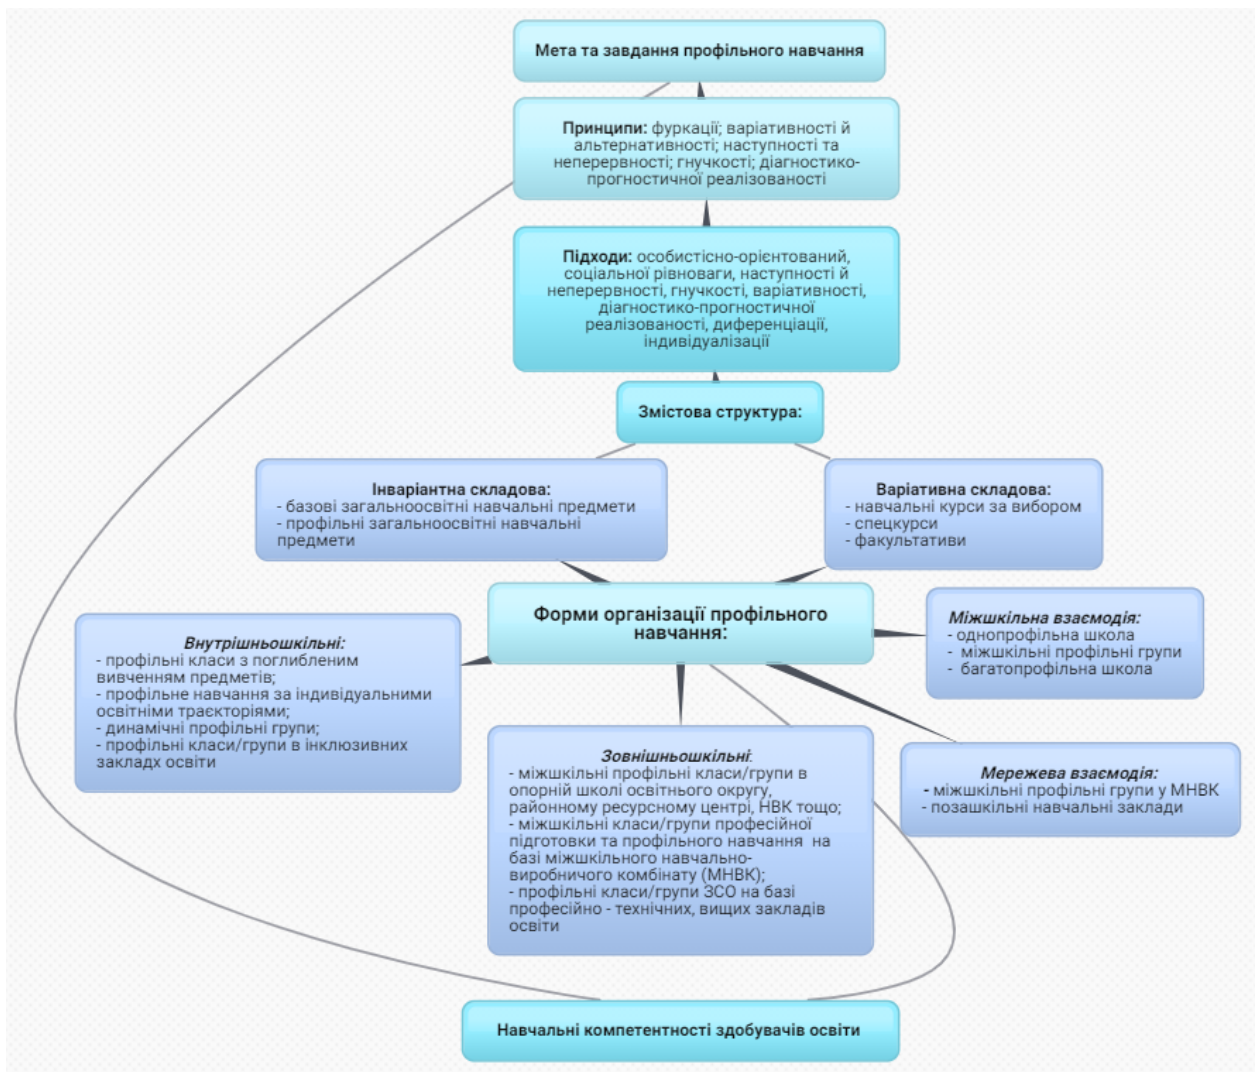 Мета та завдання профільного навчання
Принципи: фуркації; варіативності й
альтернативності; наступності та
неперервності; гнучкості; діагностико-
прогностичної реалізованості
Підходи: особистісно-орієнтований,
соціальної рівноваги, наступності й
неперервності, гнучкості, варіативності,
діагностико-прогностичної
реалізованості, диференціації,
індивідуалізації
Змістова структура:
Інваріантна складова:
- базові загальноосвітні навчальні предмети
- профільні загальноосвітні навчальні
предмети
Варіативна складова:
- навчальні курси за вибором
- спецкурси
- факультативи
Форми організації профільного
навчання:
Внутрішньошкільні:
- профільні класи з поглибленим
вивченням предметів;
- профільне навчання за індивідуальними
освітніми траєкторіями;
- динамічні профільні групи;
- профільні класи/групи в інклюзивних
закладх освіти
Міжшкільна взаємодія:
- однопрофільна школа
- міжшкільні профільні групи
- багатопрофільна школа
Зовнішньошкільні:
- міжшкільні профільні класи/групи в
опорній школі освітнього округу,
районному ресурсному центрі, НВК тощо;
- міжшкільні класи/групи професійної
підготовки та профільного навчання на
базі міжшкільного навчально-
виробничого комбінату (МНВК);
- профільні класи/групи ЗСО на базі
професійно - технічних, вищих закладів
освіти
Мережева взаємодія:
- міжшкільні профільні групи у МНВК
- позашкільні навчальні заклади
Навчальні компетентності здобувачів освіти